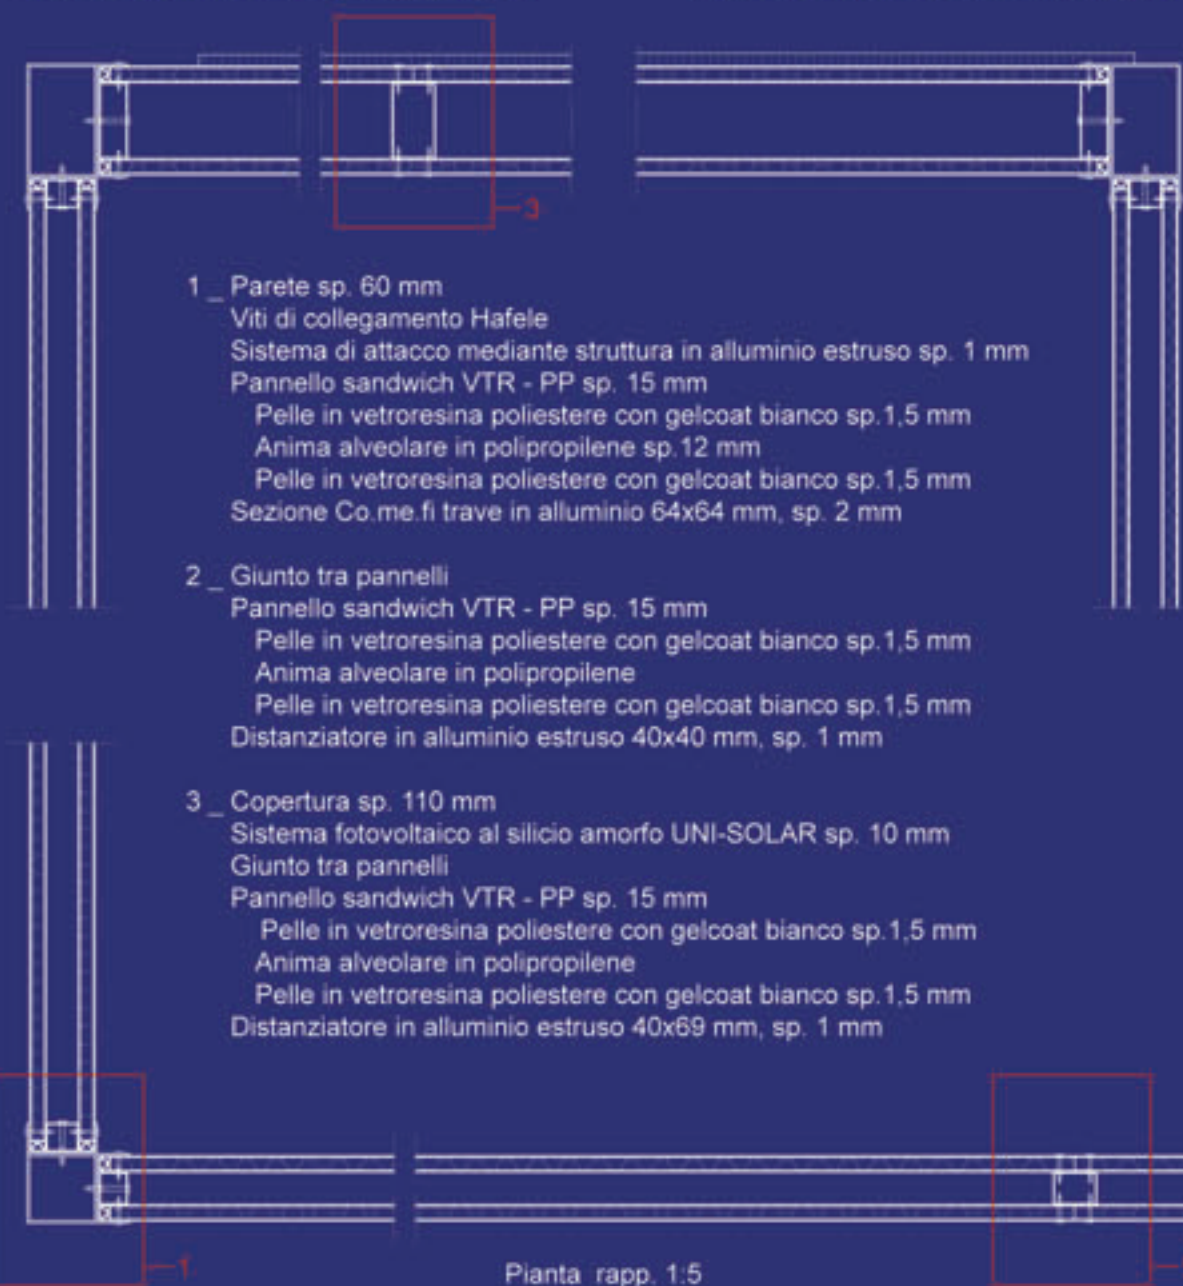 3
1 _ Parete sp. 60 mm
Viti di collegamento Hafele
Sistema di attacco mediante struttura in alluminio estruso sp. 1 mm
Pannello sandwich VTR - PP sp. 15 mm
Pelle in vetroresina poliestere con gelcoat bianco sp.1,5 mm
Anima alveolare in polipropilene sp.12 mm
Pelle in vetroresina poliestere con gelcoat bianco sp.1,5 mm
Sezione Co.me.fi trave in alluminio 64x64 mm, sp. 2 mm
2 _ Giunto tra pannelli
Pannello sandwich VTR - PP sp. 15 mm
Pelle in vetroresina poliestere con gelcoat bianco sp.1,5 mm
Anima alveolare in polipropilene
Pelle in vetroresina poliestere con gelcoat bianco sp.1,5 mm
Distanziatore in alluminio estruso 40x40 mm, sp. 1 mm
3 _ Copertura sp. 110 mm
Sistema fotovoltaico al silicio amorfo UNI-SOLAR sp. 10 mm
Giunto tra pannelli
Pannello sandwich VTR - PP sp. 15 mm
Pelle in vetroresina poliestere con gelcoat bianco sp.1,5 mm
Anima alveolare in polipropilene
Pelle in vetroresina poliestere con gelcoat bianco sp.1,5 mm
Distanziatore in alluminio estruso 40x69 mm, sp. 1 mm
1
Pianta rapp. 1:5